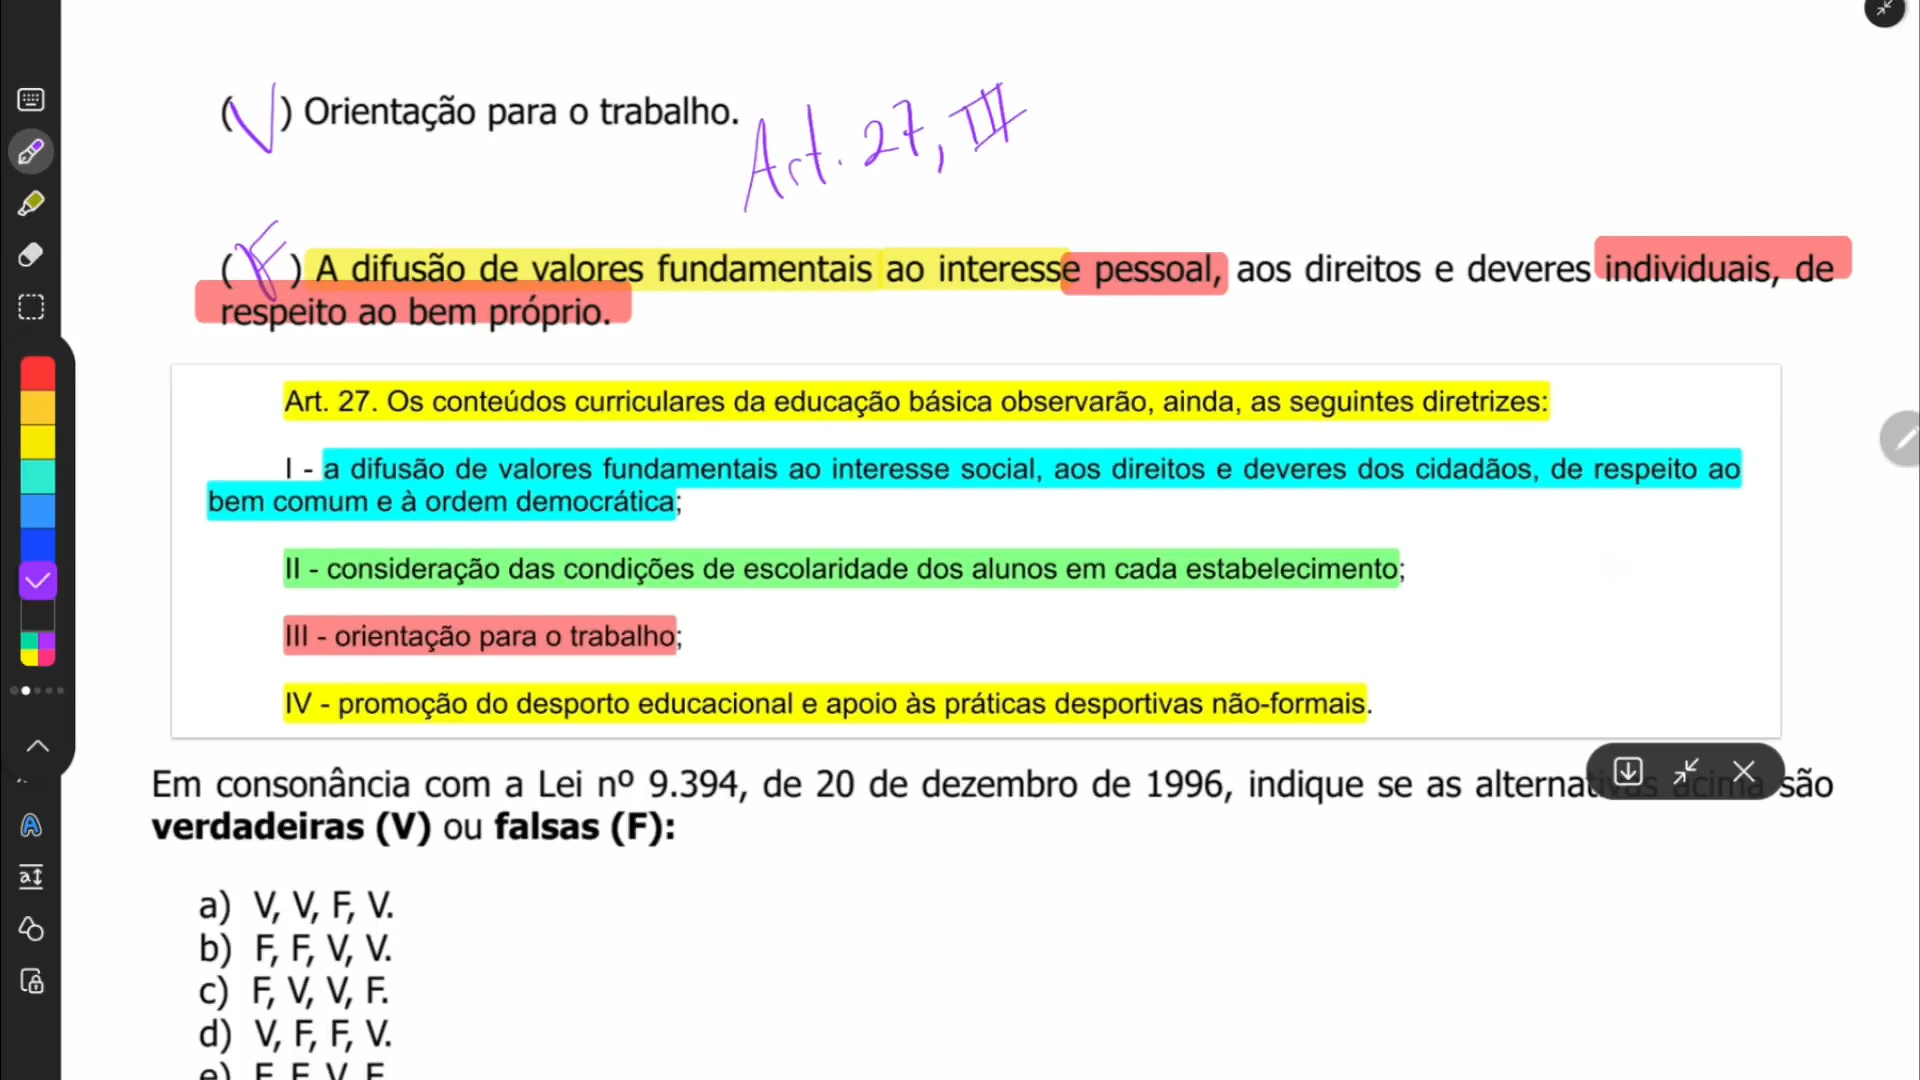 (V) Orientação para o trabalho.
Art. 27, III
(F) A difusão de valores fundamentais ao interesse pessoal, aos direitos e deveres individuais, de
respeito ao bem próprio.
Art. 27. Os conteúdos curriculares da educação básica observarão, ainda, as seguintes diretrizes:
I - a difusão de valores fundamentais ao interesse social, aos direitos e deveres dos cidadãos, de respeito ao
bem comum e à ordem democrática;
II - consideração das condições de escolaridade dos alunos em cada estabelecimento;
III - orientação para o trabalho;
IV - promoção do desporto educacional e apoio às práticas desportivas não-formais.
Em consonância com a Lei nº 9.394, de 20 de dezembro de 1996, indique se as alternativas acima são
verdadeiras (V) ou falsas (F):
a) V, V, F, V.
b) F, F, V, V.
c) F, V, V, F.
d) V, F, F, V.
e) F, F, V, F.